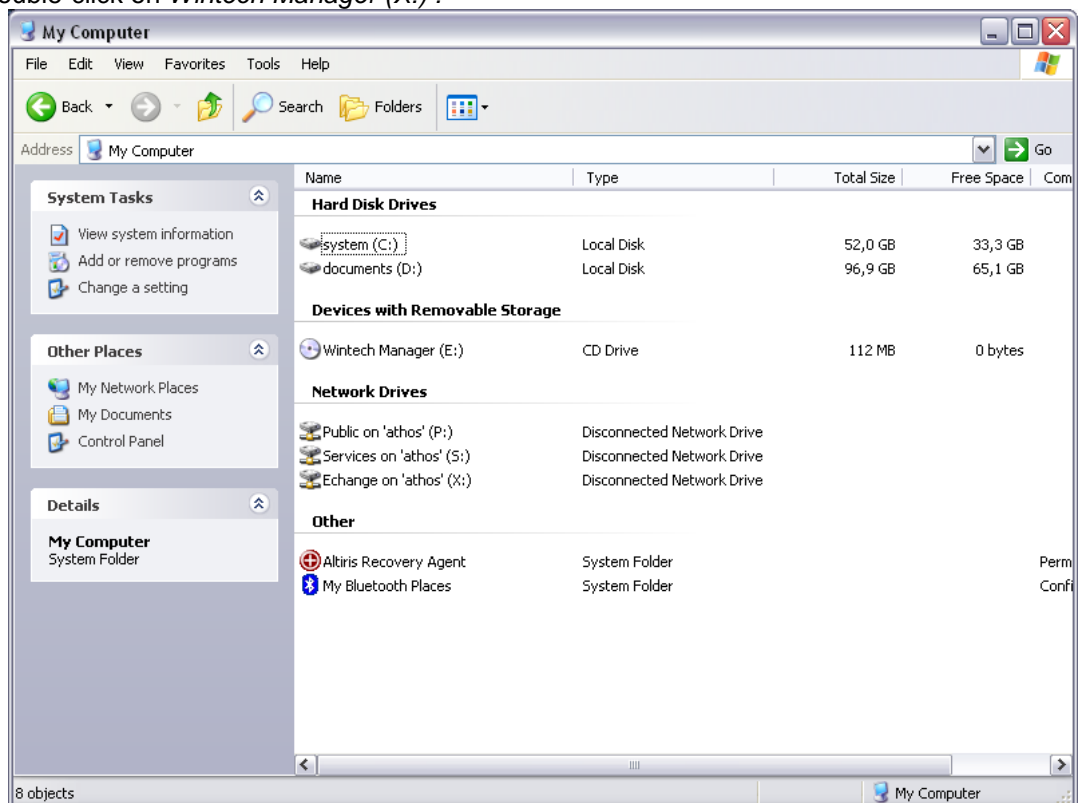 ouble-click on Wintech Manager (X:) .
My Computer
File Edit View Favorites Tools Help
Back Search Folders
Address My Computer Go
Name Type Total Size Free Space Com
System Tasks
View system information
Add or remove programs
Change a setting
Other Places
My Network Places
My Documents
Control Panel
Details
My Computer
System Folder
Hard Disk Drives
system (C:) Local Disk 52,0 GB 33,3 GB
documents (D:) Local Disk 96,9 GB 65,1 GB
Devices with Removable Storage
Wintech Manager (E:) CD Drive 112 MB 0 bytes
Network Drives
Public on 'athos' (P:) Disconnected Network Drive
Services on 'athos' (S:) Disconnected Network Drive
Echange on 'athos' (X:) Disconnected Network Drive
Other
Altiris Recovery Agent System Folder Perm
My Bluetooth Places System Folder Confi
8 objects My Computer